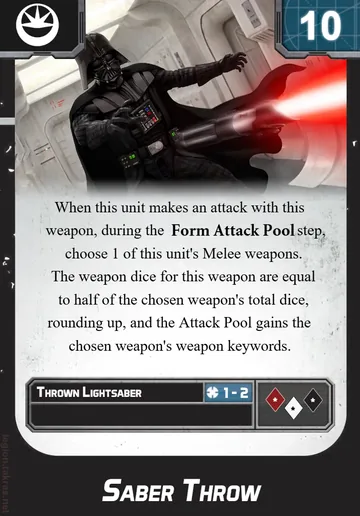 10
When this unit makes an attack with this
weapon, during the Form Attack Pool step,
choose 1 of this unit's Melee weapons.
The weapon dice for this weapon are equal
to half of the chosen weapon's total dice,
rounding up, and the Attack Pool gains the
chosen weapon's weapon keywords.
Thrown Lightsaber 1-2
Saber Throw